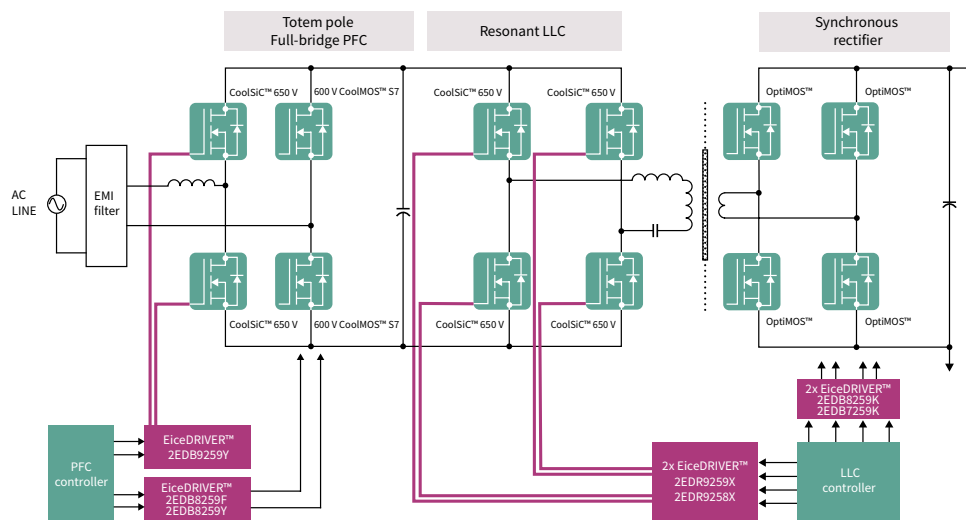 Totem pole
Full-bridge PFC
Resonant LLC
Synchronous
rectifier
CoolSiC™ 650 V
600 V CoolMOS™ S7
CoolSiC™ 650 V
CoolSiC™ 650 V
OptiMOS™
OptiMOS™
AC
LINE
EMI
filter
CoolSiC™ 650 V
600 V CoolMOS™ S7
CoolSiC™ 650 V
CoolSiC™ 650 V
OptiMOS™
OptiMOS™
2x EiceDRIVER™
2EDB8259K
2EDB7259K
PFC
controller
EiceDRIVER™
2EDB9259Y
EiceDRIVER™
2EDB8259F
2EDB8259Y
2x EiceDRIVER™
2EDR9259X
2EDR9258X
LLC
controller